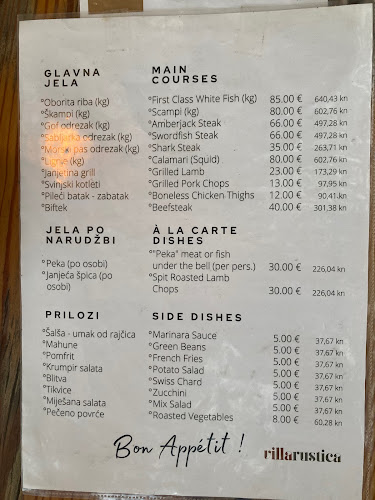 GLAVNA
JELA
°Oborita riba (kg)
°Škampi (kg)
°Gof odrezak (kg)
°Sabljarka odrezak (kg)
°Morski pas odrezak (kg)
°Lignje (kg)
°Janjetina grill
°Svinjski kotleti
°Pileći batak - zabatak
°Biftek
MAIN
COURSES
°First Class White Fish (kg) 85.00 € 640,43 kn
°Scampi (kg) 80.00 € 602,76 kn
°Amberjack Steak 66.00 € 497,28 kn
°Swordfish Steak 66.00 € 497,28 kn
°Shark Steak 35.00 € 263,71 kn
°Calamari (Squid) 80.00 € 602,76 kn
°Grilled Lamb 23.00 € 173,29 kn
°Grilled Pork Chops 13.00 € 97,95 kn
°Boneless Chicken Thighs 12.00 € 90,41.kn
°Beefsteak 40.00 € 301,38 kn
JELA PO
NARUDŽBI
°Peka (po osobi)
°Janjeća špica (po
osobi)
À LA CARTE
DISHES
°"Peka" meat or fish
under the bell (per pers.) 30.00 € 226,04 kn
°Spit Roasted Lamb
Chops 30.00 € 226,04 kn
PRILOZI
°Šalša - umak od rajčica
°Mahune
°Pomfrit
°Krumpir salata
°Blitva
°Tikvice
°Miješana salata
°Pečeno povrće
SIDE DISHES
°Marinara Sauce 5.00 € 37,67 kn
°Green Beans 5.00 € 37,67 kn
°French Fries 5.00 € 37,67 kn
°Potato Salad 5.00 € 37,67 kn
°Swiss Chard 5.00 € 37,67 kn
°Zucchini 5.00 € 37,67 kn
°Mix Salad 5.00 € 37,67 kn
°Roasted Vegetables 8.00 € 60,28 kn
Bon Appétit !
rillarustica